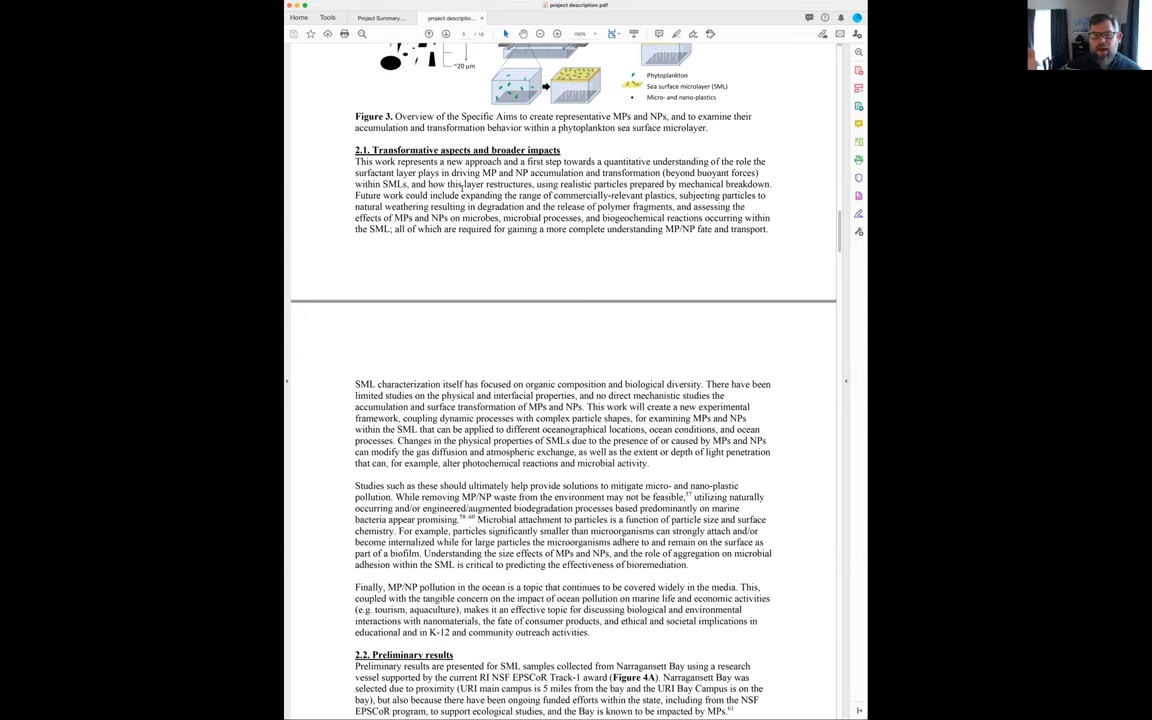 project description.pdf
Home Tools Project Summary.... project descriptio... ×
5 / 18 150%
~20 μm
Phytoplankton
Sea surface microlayer (SML)
Micro- and nano-plastics
Figure 3. Overview of the Specific Aims to create representative MPs and NPs, and to examine their
accumulation and transformation behavior within a phytoplankton sea surface microlayer.
2.1. Transformative aspects and broader impacts
This work represents a new approach and a first step towards a quantitative understanding of the role the
surfactant layer plays in driving MP and NP accumulation and transformation (beyond buoyant forces)
within SMLs, and how this layer restructures, using realistic particles prepared by mechanical breakdown.
Future work could include expanding the range of commercially-relevant plastics, subjecting particles to
natural weathering resulting in degradation and the release of polymer fragments, and assessing the
effects of MPs and NPs on microbes, microbial processes, and biogeochemical reactions occurring within
the SML; all of which are required for gaining a more complete understanding MP/NP fate and transport.
SML characterization itself has focused on organic composition and biological diversity. There have been
limited studies on the physical and interfacial properties, and no direct mechanistic studies the
accumulation and surface transformation of MPs and NPs. This work will create a new experimental
framework, coupling dynamic processes with complex particle shapes, for examining MPs and NPs
within the SML that can be applied to different oceanographical locations, ocean conditions, and ocean
processes. Changes in the physical properties of SMLs due to the presence of or caused by MPs and NPs
can modify the gas diffusion and atmospheric exchange, as well as the extent or depth of light penetration
that can, for example, alter photochemical reactions and microbial activity.
Studies such as these should ultimately help provide solutions to mitigate micro- and nano-plastic
pollution. While removing MP/NP waste from the environment may not be feasible,57 utilizing naturally
occurring and/or engineered/augmented biodegradation processes based predominantly on marine
bacteria appear promising.58-60 Microbial attachment to particles is a function of particle size and surface
chemistry. For example, particles significantly smaller than microorganisms can strongly attach and/or
become internalized while for large particles the microorganisms adhere to and remain on the surface as
part of a biofilm. Understanding the size effects of MPs and NPs, and the role of aggregation on microbial
adhesion within the SML is critical to predicting the effectiveness of bioremediation.
Finally, MP/NP pollution in the ocean is a topic that continues to be covered widely in the media. This,
coupled with the tangible concern on the impact of ocean pollution on marine life and economic activities
(e.g. tourism, aquaculture), makes it an effective topic for discussing biological and environmental
interactions with nanomaterials, the fate of consumer products, and ethical and societal implications in
educational and in K-12 and community outreach activities.
2.2. Preliminary results
Preliminary results are presented for SML samples collected from Narragansett Bay using a research
vessel supported by the current RI NSF EPSCoR Track-1 award (Figure 4A). Narragansett Bay was
selected due to proximity (URI main campus is 5 miles from the bay and the URI Bay Campus is on the
bay), but also because there have been ongoing funded efforts within the state, including from the NSF
EPSCoR program, to support ecological studies, and the Bay is known to be impacted by MPs.61